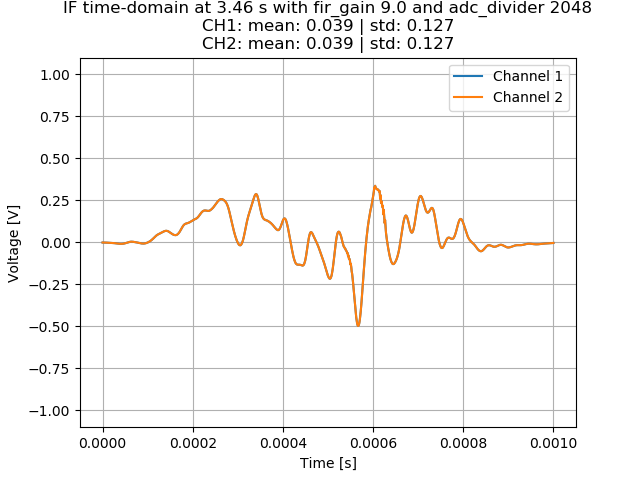 IF time-domain at 3.46 s with fir_gain 9.0 and adc_divider 2048
CH1: mean: 0.039 | std: 0.127
CH2: mean: 0.039 | std: 0.127
Channel 1
Channel 2
1.00
0.75
0.50
0.25
0.00
−0.25
−0.50
−0.75
−1.00
Voltage [V]
0.0000 0.0002 0.0004 0.0006 0.0008 0.0010
Time [s]